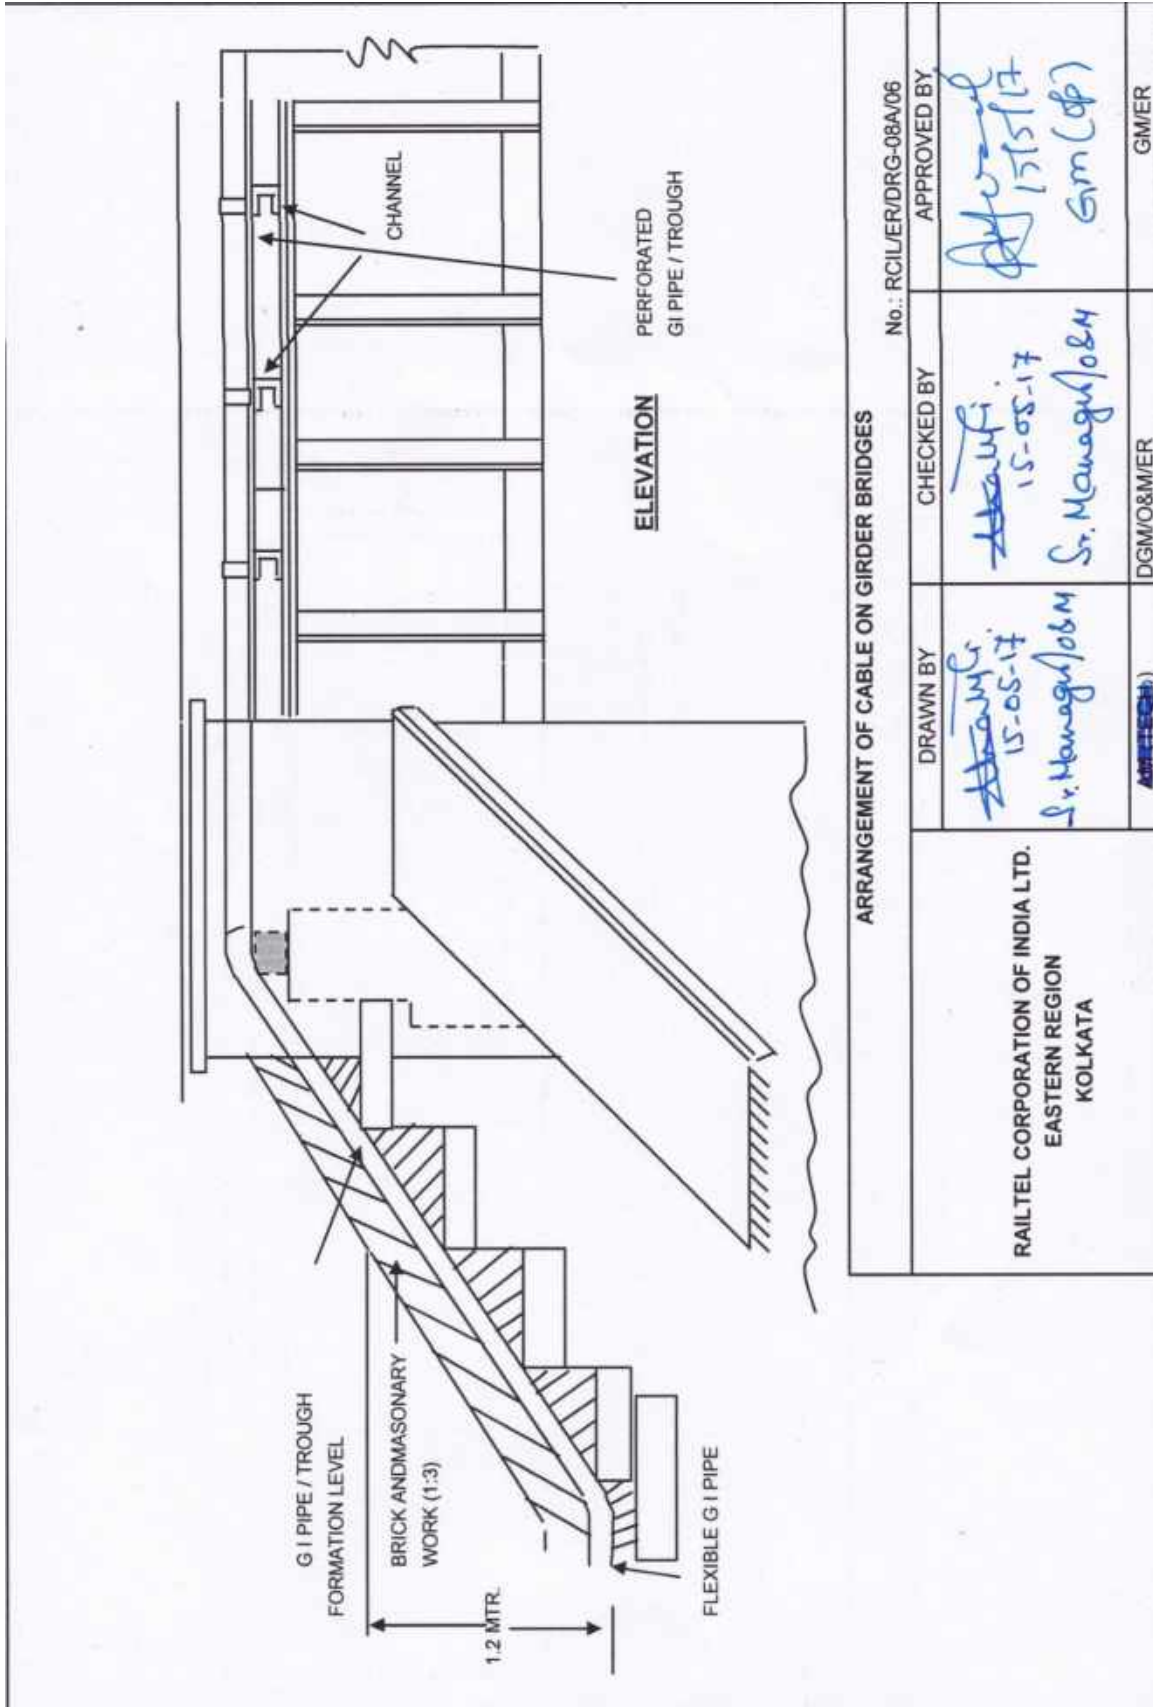 CHANNEL
PERFORATED
GI PIPE / TROUGH
ELEVATION
G I PIPE / TROUGH
FORMATION LEVEL
BRICK ANDMASONARY
WORK (1:3)
1.2 MTR.
FLEXIBLE G I PIPE
ARRANGEMENT OF CABLE ON GIRDER BRIDGES
No.: RCIL/ER/DRG-08A/06
RAILTEL CORPORATION OF INDIA LTD.
EASTERN REGION
KOLKATA
DRAWN BY
15-05-17
Sr. Manager/O&M
CHECKED BY
15-05-17
Sr. Manager/O&M
DGM/O&M/ER
APPROVED BY
15/5/17
GM (OP)
GM/ER